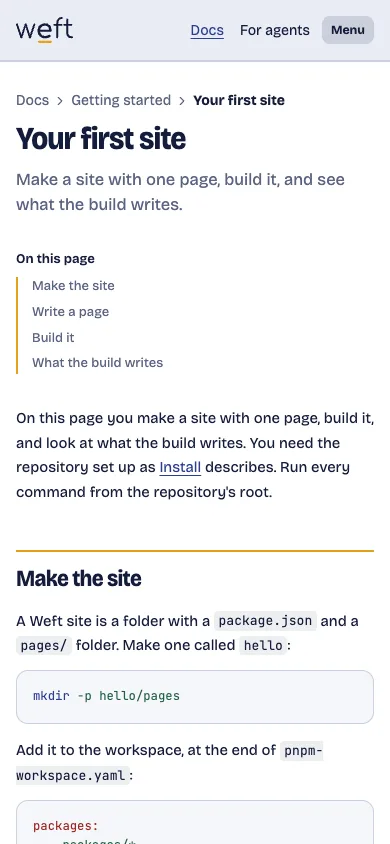 weft
Docs
For agents
Menu
Docs > Getting started > Your first site
Your first site
Make a site with one page, build it, and see
what the build writes.
On this page
Make the site
Write a page
Build it
What the build writes
On this page you make a site with one page, build it,
and look at what the build writes. You need the
repository set up as Install describes. Run every
command from the repository's root.
Make the site
A Weft site is a folder with a package.json and a
pages/ folder. Make one called hello:
mkdir -p hello/pages
Add it to the workspace, at the end of pnpm-
workspace.yaml:
packages: